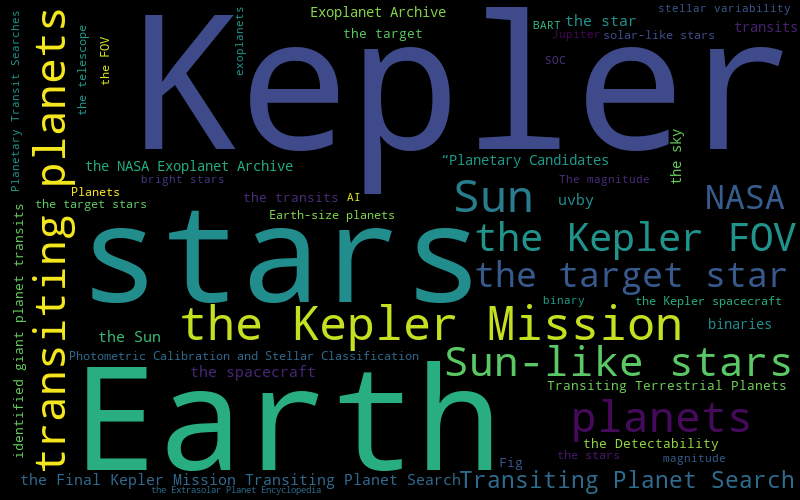 Kepler
Exoplanet Archive
the target
BART
the star
Jupiter
solar-like stars
stellar variability
transits
SOC
Planetary Transit Searches
transiting planets
the telescope
the FOV
exoplanets
the sky
the NASA Exoplanet Archive
“Planetary Candidates
bright stars
The magnitude
Planets
the transits
AI
Sun
uvby
NASA
the target stars
Earth-size planets
stars
the Kepler FOV
identified giant planet transits
the target star
binary
the Kepler spacecraft
the Kepler Mission
binaries
the Sun
Photometric Calibration and Stellar Classification
Sun-like stars
the spacecraft
Earth
Transiting Terrestrial Planets
planets
the Detectability
the stars
magnitude
Fig
the Final Kepler Mission Transiting Planet Search
Transiting Planet Search
the Extrasolar Planet Encyclopedia